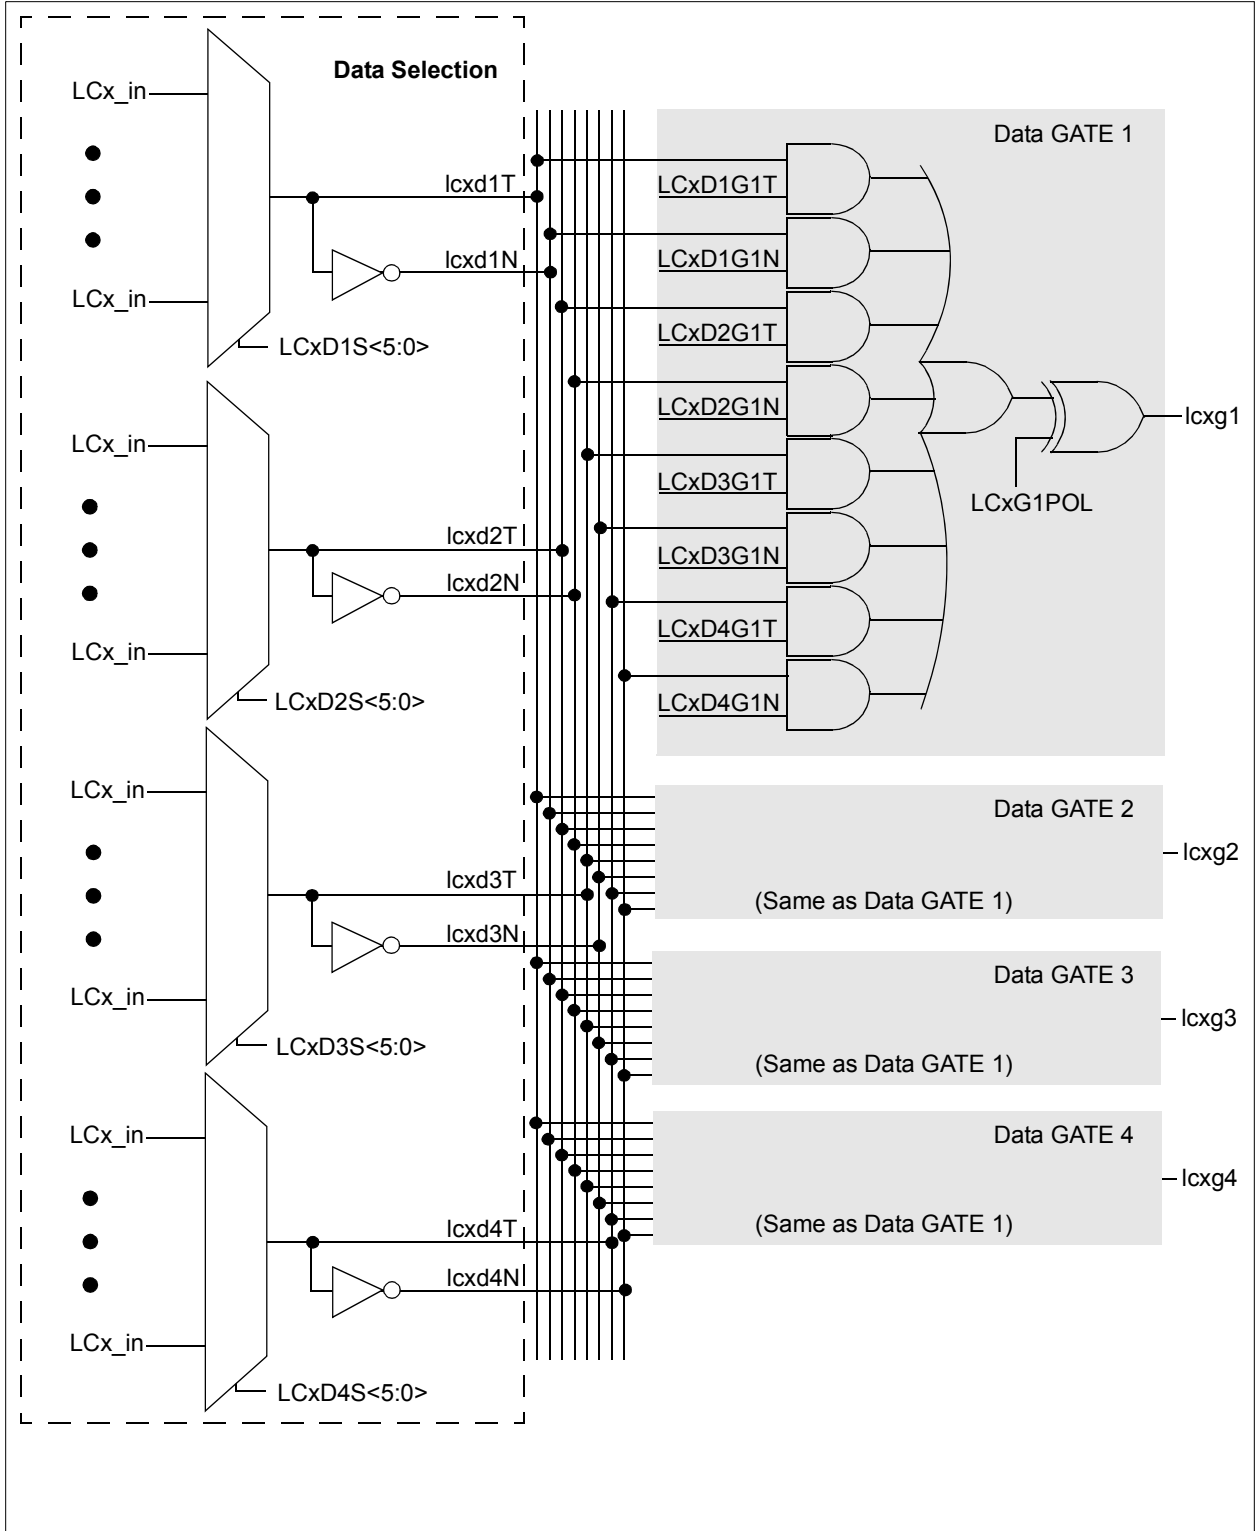 Data Selection
LCx_in
LCx_in
lcxd1T
lcxd1N
LCxD1S<5:0>
LCx_in
LCx_in
lcxd2T
lcxd2N
LCxD2S<5:0>
LCx_in
LCx_in
lcxd3T
lcxd3N
LCxD3S<5:0>
LCx_in
LCx_in
lcxd4T
lcxd4N
LCxD4S<5:0>
Data GATE 1
LCxD1G1T
LCxD1G1N
LCxD2G1T
LCxD2G1N
LCxD3G1T
LCxD3G1N
LCxD4G1T
LCxD4G1N
LCxG1POL
lcxg1
Data GATE 2
(Same as Data GATE 1)
lcxg2
Data GATE 3
(Same as Data GATE 1)
lcxg3
Data GATE 4
(Same as Data GATE 1)
lcxg4